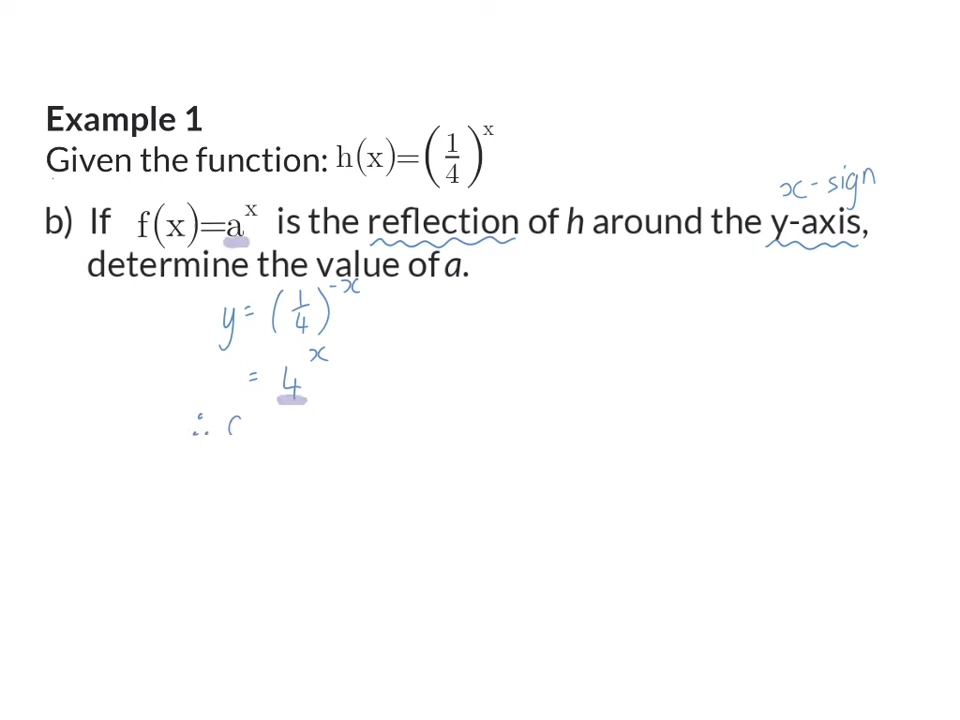 Example 1
Given the function: h(x)=(1/4)^x
x - sign
b) If f(x)=a^x is the reflection of h around the y-axis,
determine the value of a.
y = (1/4)^-x
= 4^x
∴